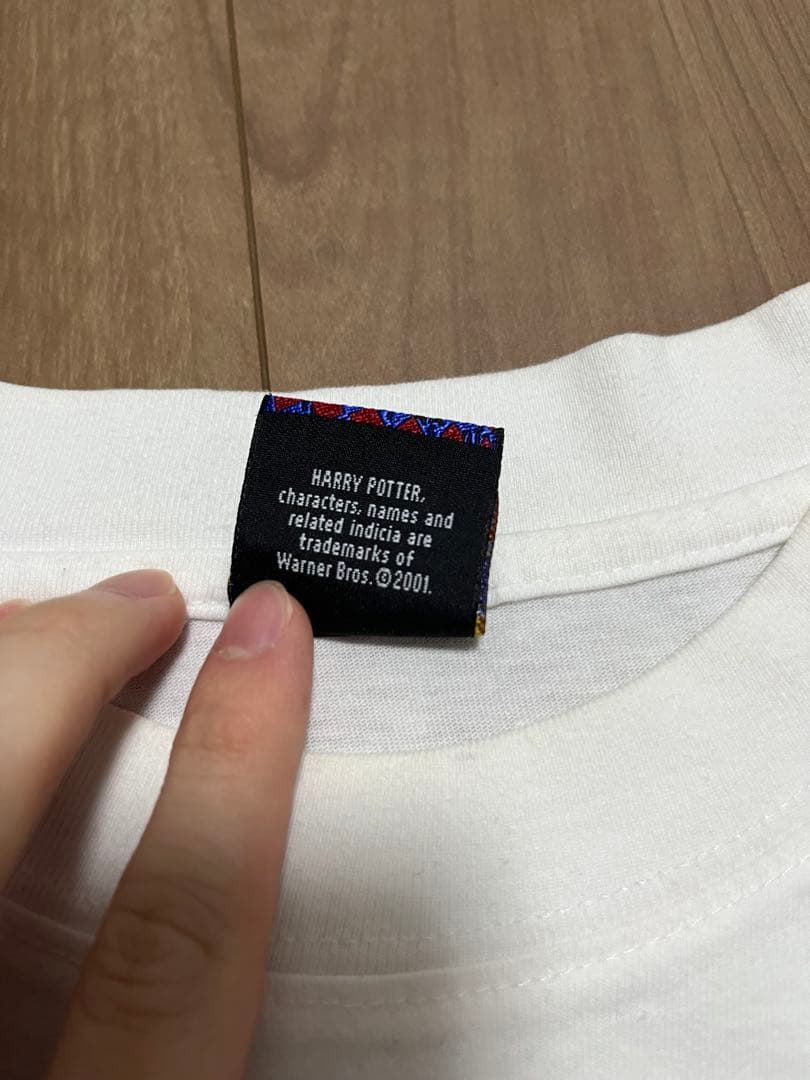 HARRY POTTER,
characters, names and
related indicia are
trademarks of
Warner Bros. ©2001.